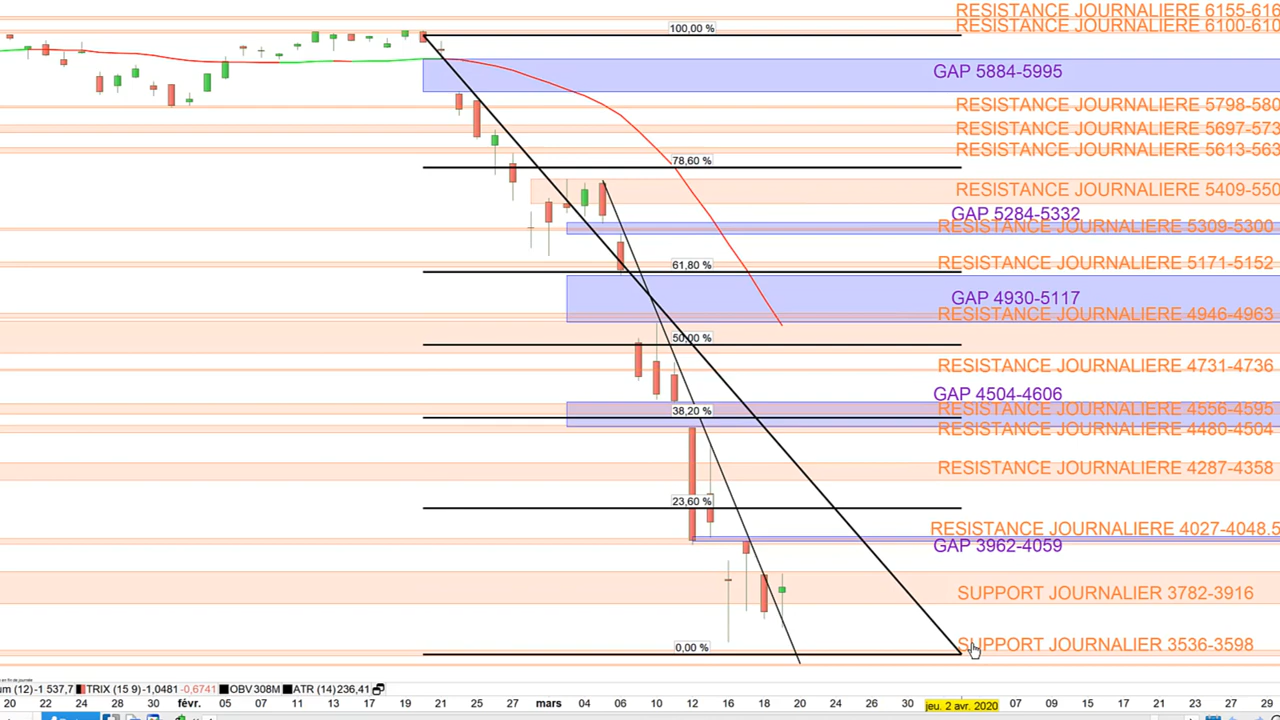 RESISTANCE JOURNALIERE 6155-616
RESISTANCE JOURNALIERE 6100-610
100,00 %
GAP 5884-5995
RESISTANCE JOURNALIERE 5798-580
RESISTANCE JOURNALIERE 5697-573
RESISTANCE JOURNALIERE 5613-563
78,60 %
RESISTANCE JOURNALIERE 5409-550
GAP 5284-5332
RESISTANCE JOURNALIERE 5309-5300
61,80 %
RESISTANCE JOURNALIERE 5171-5152
GAP 4930-5117
RESISTANCE JOURNALIERE 4946-4963
50,00 %
RESISTANCE JOURNALIERE 4731-4736
GAP 4504-4606
38,20 %
RESISTANCE JOURNALIERE 4556-4595
RESISTANCE JOURNALIERE 4480-4504
RESISTANCE JOURNALIERE 4287-4358
23,60 %
RESISTANCE JOURNALIERE 4027-4048.5
GAP 3962-4059
SUPPORT JOURNALIER 3782-3916
0,00 %
SUPPORT JOURNALIER 3536-3598
um (12) -1 537,7 TRIX (15 9) -1,0481 -0,6741 OBV 308M ATR (14) 236,41
20 22 24 26 28 30 févr. 05 07 11 13 17 19 21 25 27 mars 04 06 10 12 16 18 20 24 26 30 jeu. 2 avr. 2020 07 09 15 17 21 23 27 29